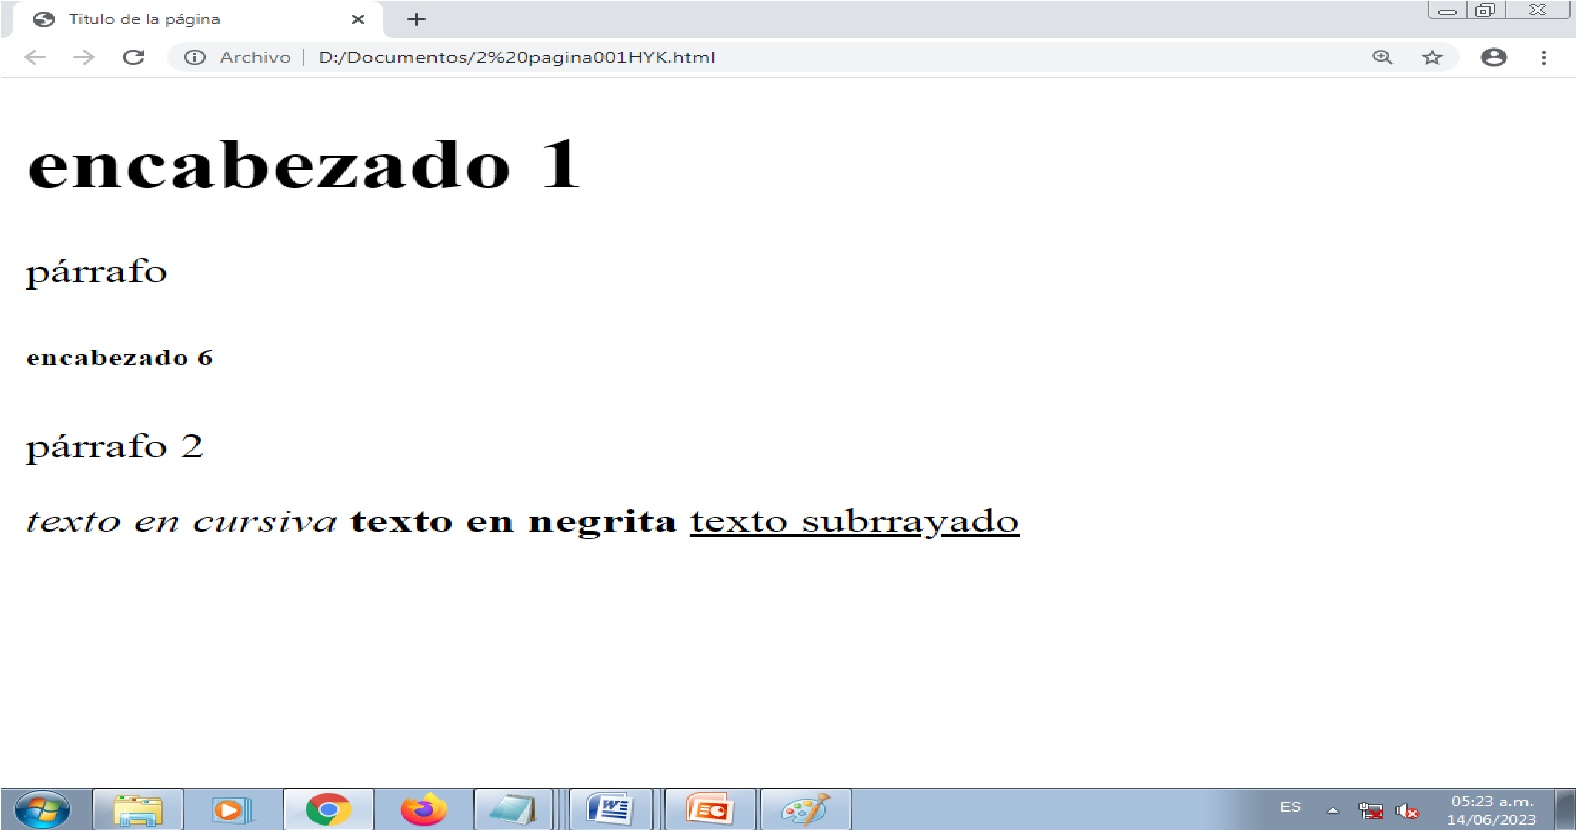 Titulo de la página
Archivo | D:/Documentos/2%20pagina001HYK.html
encabezado 1
párrafo
encabezado 6
párrafo 2
texto en cursiva texto en negrita texto subrrayado
ES
05:23 a.m.
14/06/2023